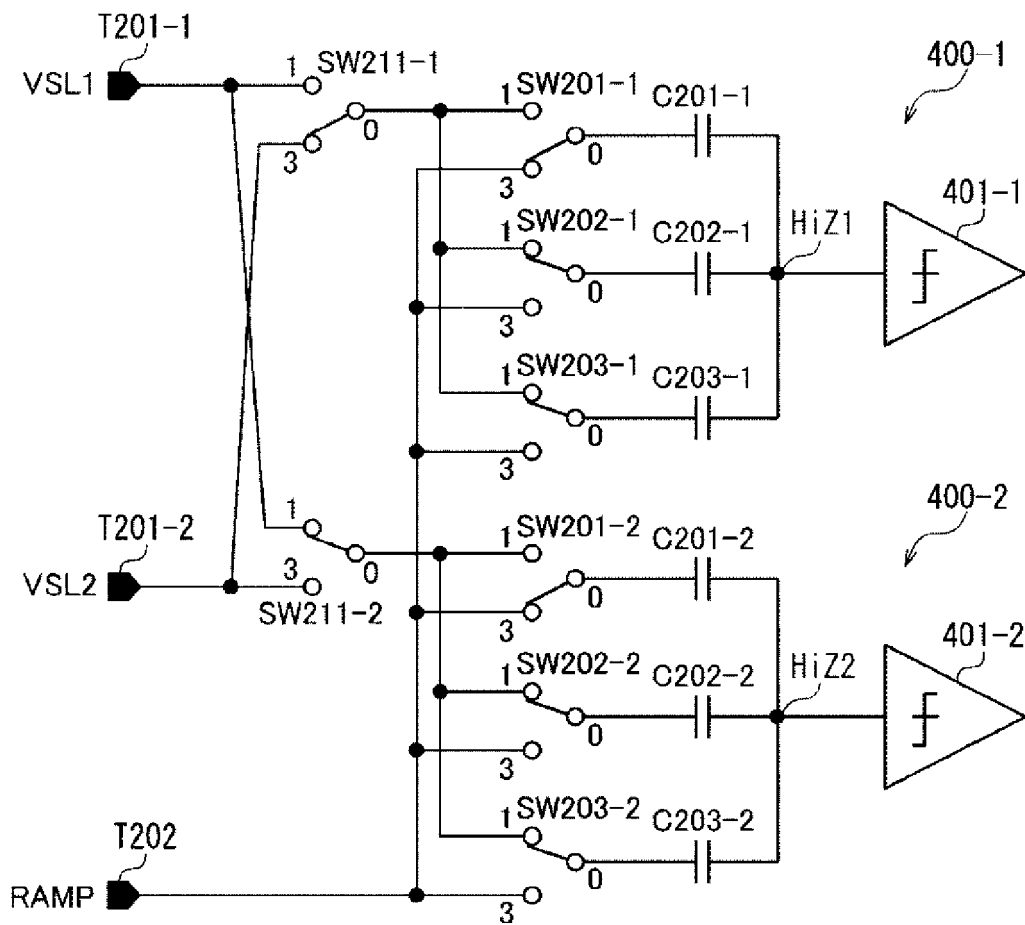 T201-1
VSL1
1 SW211-1
0
3
1 SW201-1
0
3
C201-1
400-1
401-1
HiZ1
1 SW202-1
0
3
C202-1
1 SW203-1
0
3
C203-1
T201-2
VSL2
1
0
3
SW211-2
1 SW201-2
0
3
C201-2
400-2
401-2
HiZ2
1 SW202-2
0
3
C202-2
1 SW203-2
0
3
C203-2
T202
RAMP